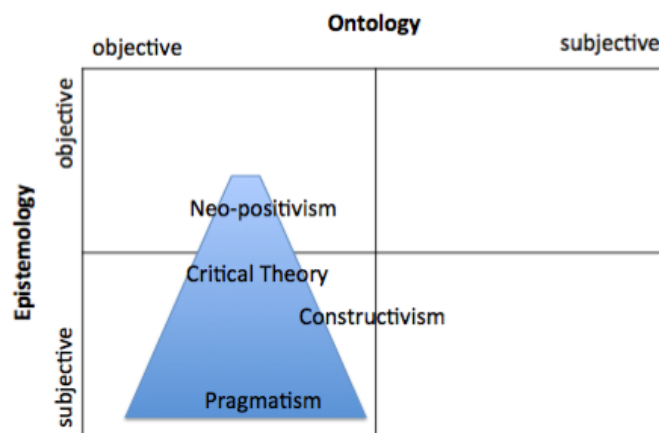 Ontology
objective
subjective
Epistemology
objective
subjective
Neo-positivism
Critical Theory
Constructivism
Pragmatism